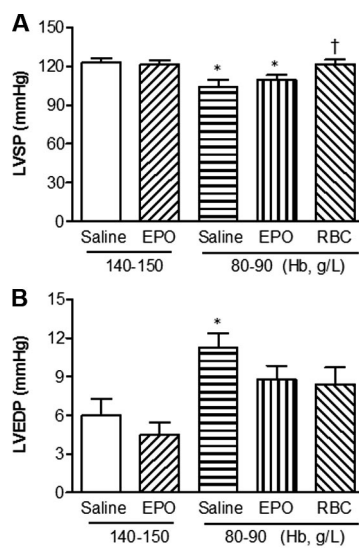 A
LVSP (mmHg)
150
120
90
60
30
0
* * †
Saline EPO Saline EPO RBC
140-150 80-90 (Hb, g/L)
B
LVEDP (mmHg)
15
12
9
6
3
0
*
Saline EPO Saline EPO RBC
140-150 80-90 (Hb, g/L)